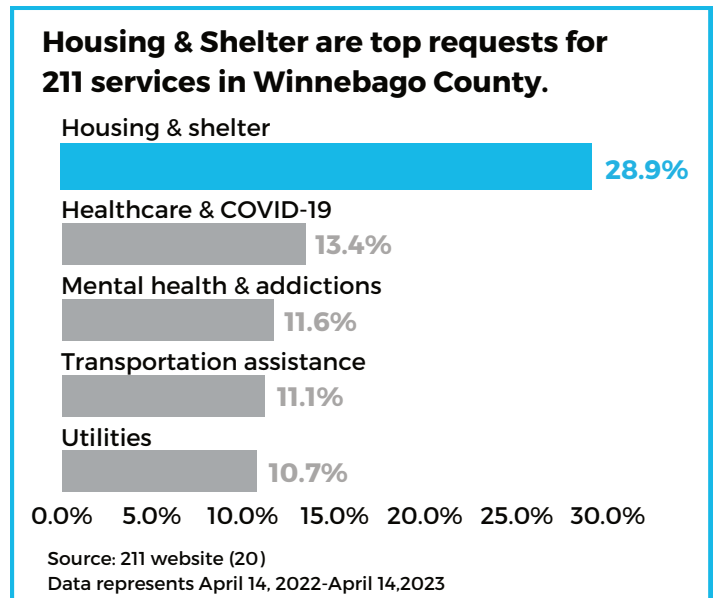 Housing & Shelter are top requests for
211 services in Winnebago County.
Housing & shelter
28.9%
Healthcare & COVID-19
13.4%
Mental health & addictions
11.6%
Transportation assistance
11.1%
Utilities
10.7%
0.0% 5.0% 10.0% 15.0% 20.0% 25.0% 30.0%
Source: 211 website (20)
Data represents April 14, 2022-April 14,2023